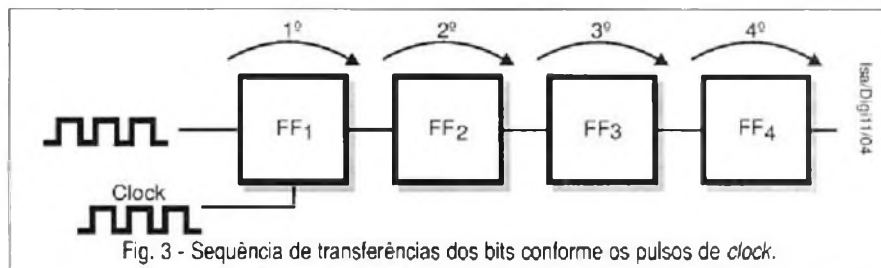 1º 2º 3º 4º
FF1 FF2 FF3 FF4
Clock
Isa/Digi11/04
Fig. 3 - Sequência de transferências dos bits conforme os pulsos de clock.